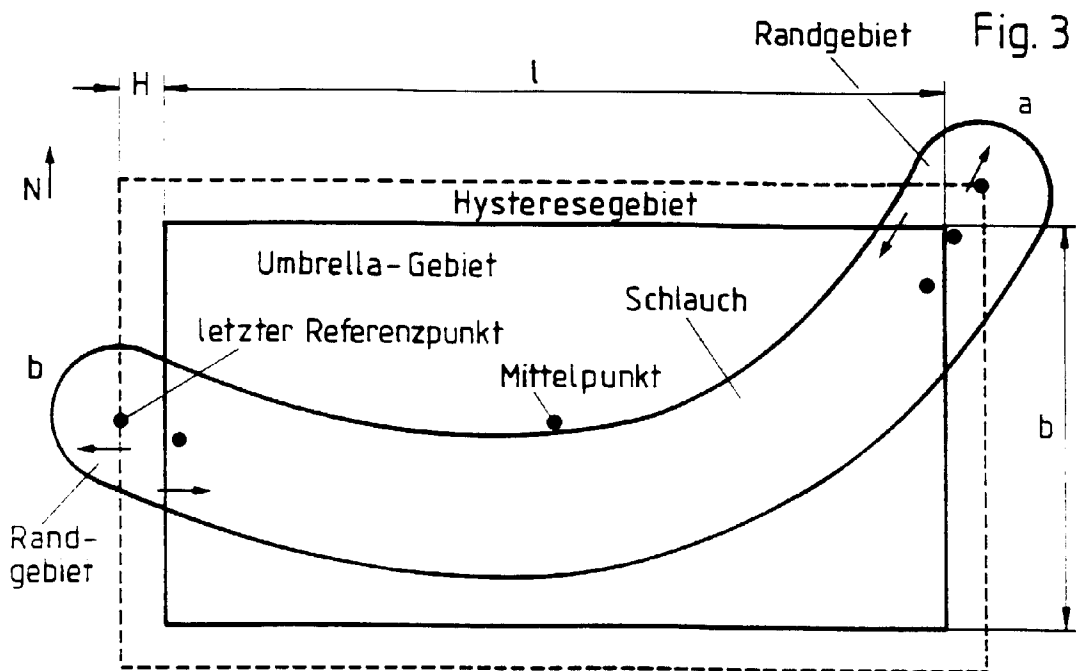 Fig. 3
Randgebiet
H
l
a
N
Hysteresegebiet
Umbrella-Gebiet
Schlauch
letzter Referenzpunkt
b
Mittelpunkt
b
Rand-
gebiet